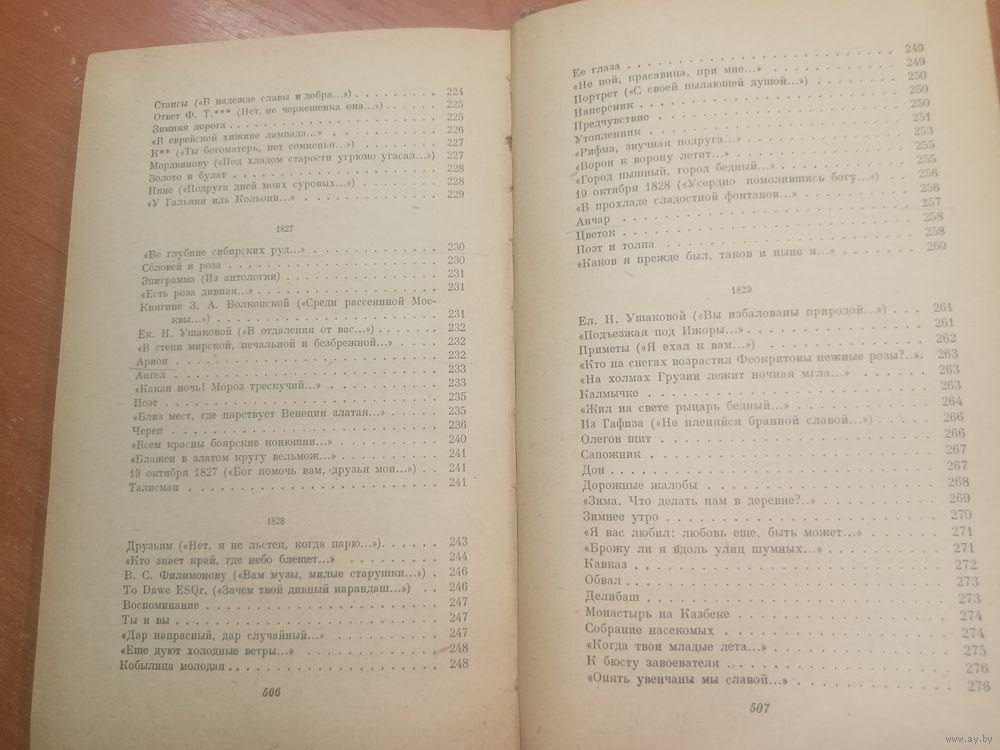 Стансы («В надежде славы и добра...») . . . . . . 224
Ответ Ф. Т.*** («Нет, не черкешенка она...») . . . . 225
Зимняя дорога . . . . . . . . . . 225
«В еврейской хижине лампада...» . . . . . . 226
К** («Ты богоматерь, нет сомненья...») . . . . . 227
Мордвинову («Под хладом старости угрюмо угасал...») 227
Золото и булат . . . . . . . . . . 228
Няне («Подруга дней моих суровых...») . . . . . 228
«У Гальяни иль Кольони...» . . . . . . . 229
1827
«Во глубине сибирских руд...» . . . . . . . 230
Соловей и роза . . . . . . . . . . 230
Эпиграмма (Из антологии) . . . . . . . . 231
«Есть роза дивная...» . . . . . . . . . 231
Княгине З. А. Волконской («Среди рассеянной Мос-
квы...») . . . . . . . . . . 231
Ек. Н. Ушаковой («В отдалении от вас...») . . . . 232
«В степи мирской, печальной и безбрежной...» . . . 232
Арион . . . . . . . . . . . 232
Ангел . . . . . . . . . . . 233
«Какая ночь! Мороз трескучий...» . . . . . . 233
Поэт . . . . . . . . . . . 235
«Близ мест, где царствует Венеция златая...» . . . 235
Череп . . . . . . . . . . . 236
«Всем красны боярские конюшни...» . . . . . 240
«Блажен в златом кругу вельмож...» . . . . . 241
19 октября 1827 («Бог помочь вам, друзья мои...») . . 241
Талисман . . . . . . . . . . 241
1828
Друзьям («Нет, я не льстец, когда царю...») . . . . . 243
«Кто знает край, где небо блещет...» . . . . . 244
В. С. Филимонову («Вам музы, милые старушки...») . 246
To Dawe ESQr. («Зачем твой дивный карандаш...») . . 246
Воспоминание . . . . . . . . . . 247
Ты и вы . . . . . . . . . . . 247
«Дар напрасный, дар случайный...» . . . . . . 247
«Еще дуют холодные ветры...» . . . . . . . 248
Кобылица молодая . . . . . . . . . . 248
506
Ее глаза . . . . . . . . . . . 249
«Не пой, красавица, при мне...» . . . . . . 249
Портрет («С своей пылающей душой...») . . . . 250
Наперсник . . . . . . . . . . 250
Предчувствие . . . . . . . . . . 250
Утопленник . . . . . . . . . . 251
«Рифма, звучная подруга...» . . . . . . . 253
«Ворон к ворону летит...» . . . . . . . . 255
«Город пышный, город бедный...» . . . . . . 255
19 октября 1828 («Усердно помолившись богу...») . . 256
«В прохладе сладостной фонтанов...» . . . . . 256
Анчар . . . . . . . . . . . 257
Цветок . . . . . . . . . . . 258
Поэт и толпа . . . . . . . . . . 258
«Каков я прежде был, таков и ныне я...» . . . . 260
1829
Ел. Н. Ушаковой («Вы избалованы природой...») . . . 261
«Подъезжая под Ижоры...» . . . . . . . . 261
Приметы («Я ехал к вам...») . . . . . . . 262
«Кто на снегах возрастил Феокритовы нежные розы?..». 263
«На холмах Грузии лежит ночная мгла...» . . . . 263
Калмычке . . . . . . . . . . 263
«Жил на свете рыцарь бедный...» . . . . . . 264
Из Гафиза («Не пленяйся бранной славой...») . . . . 266
Олегов щит . . . . . . . . . . 266
Сапожник . . . . . . . . . . 267
Дон . . . . . . . . . . . 267
Дорожные жалобы . . . . . . . . . 268
«Зима. Что делать нам в деревне?..» . . . . . 269
Зимнее утро . . . . . . . . . . 270
«Я вас любил: любовь еще, быть может...» . . . . 271
«Брожу ли я вдоль улиц шумных...» . . . . . 271
Кавказ . . . . . . . . . . . 272
Обвал . . . . . . . . . . . 273
Делибаш . . . . . . . . . . 273
Монастырь на Казбеке . . . . . . . . 274
Собрание насекомых . . . . . . . . . 274
«Когда твои младые лета...» . . . . . . . 275
К бюсту завоевателя . . . . . . . . . 276
«Опять увенчаны мы славой...» . . . . . . . 276
507
www.ay.by